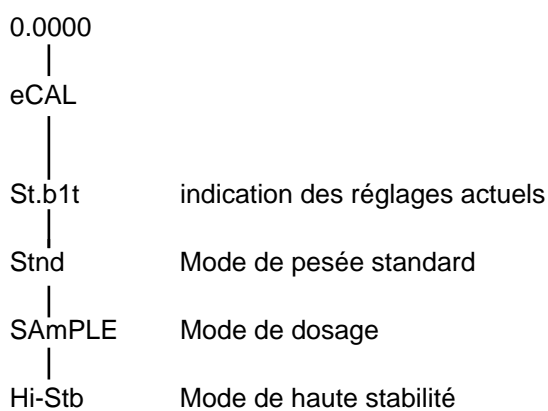 0.0000
eCAL
St.b1t indication des réglages actuels
Stnd Mode de pesée standard
SAmPLE Mode de dosage
Hi-Stb Mode de haute stabilité